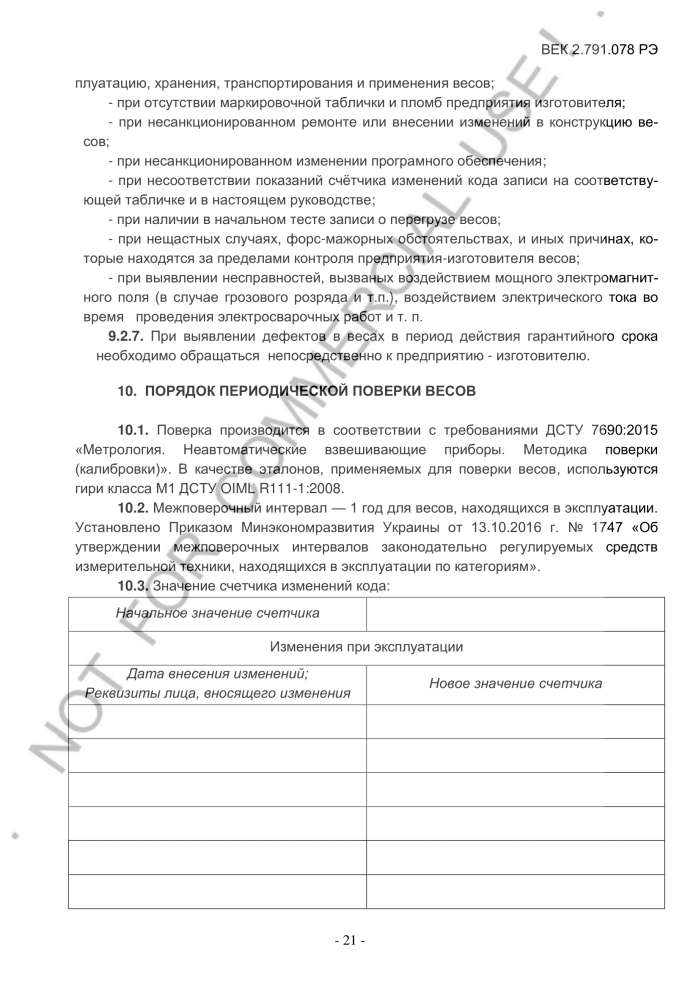 ВЕК 2.791.078 РЭ
плуатацию, хранения, транспортирования и применения весов;
- при отсутствии маркировочной таблички и пломб предприятия изготовителя;
- при несанкционированном ремонте или внесении изменений в конструкцию ве-
сов;
- при несанкционированном изменении програмного обеспечения;
- при несоответствии показаний счётчика изменений кода записи на соответству-
ющей табличке и в настоящем руководстве;
- при наличии в начальном тесте записи о перегрузе весов;
- при нещастных случаях, форс-мажорных обстоятельствах, и иных причинах, ко-
торые находятся за пределами контроля предприятия-изготовителя весов;
- при выявлении несправностей, вызваных воздействием мощного электромагнит-
ного поля (в случае грозового розряда и т.п.), воздействием электрического тока во
время проведения электросварочных работ и т. п.
9.2.7. При выявлении дефектов в весах в период действия гарантийного срока
необходимо обращаться непосредственно к предприятию - изготовителю.
10. ПОРЯДОК ПЕРИОДИЧЕСКОЙ ПОВЕРКИ ВЕСОВ
10.1. Поверка производится в соответствии с требованиями ДСТУ 7690:2015
«Метрология. Неавтоматические взвешивающие приборы. Методика поверки
(калибровки)». В качестве эталонов, применяемых для поверки весов, используются
гири класса М1 ДСТУ OIML R111-1:2008.
10.2. Межповерочный интервал — 1 год для весов, находящихся в эксплуатации.
Установлено Приказом Минэкономразвития Украины от 13.10.2016 г. № 1747 «Об
утверждении межповерочных интервалов законодательно регулируемых средств
измерительной техники, находящихся в эксплуатации по категориям».
10.3. Значение счетчика изменений кода:
Начальное значение счетчика
Изменения при эксплуатации
Дата внесения изменений;
Реквизиты лица, вносящего изменения
Новое значение счетчика
- 21 -
. NOT FOR COMMERCIAL USE ! .